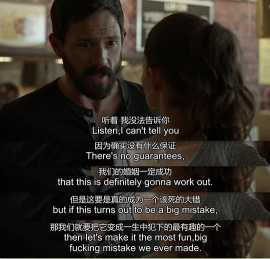 听着 我没法告诉你
Listen,I can't tell you
因为确实没有什么保证
There's no guarantees,
我们的婚姻一定成功
that this is definitely gonna work out.
但是这要是真的成为一个该死的大错
but if this turns out to be a big mistake,
那我们就要把它变成一生中犯下的最有趣的一个
then let's make it the most fun,big
fucking mistake we ever made.